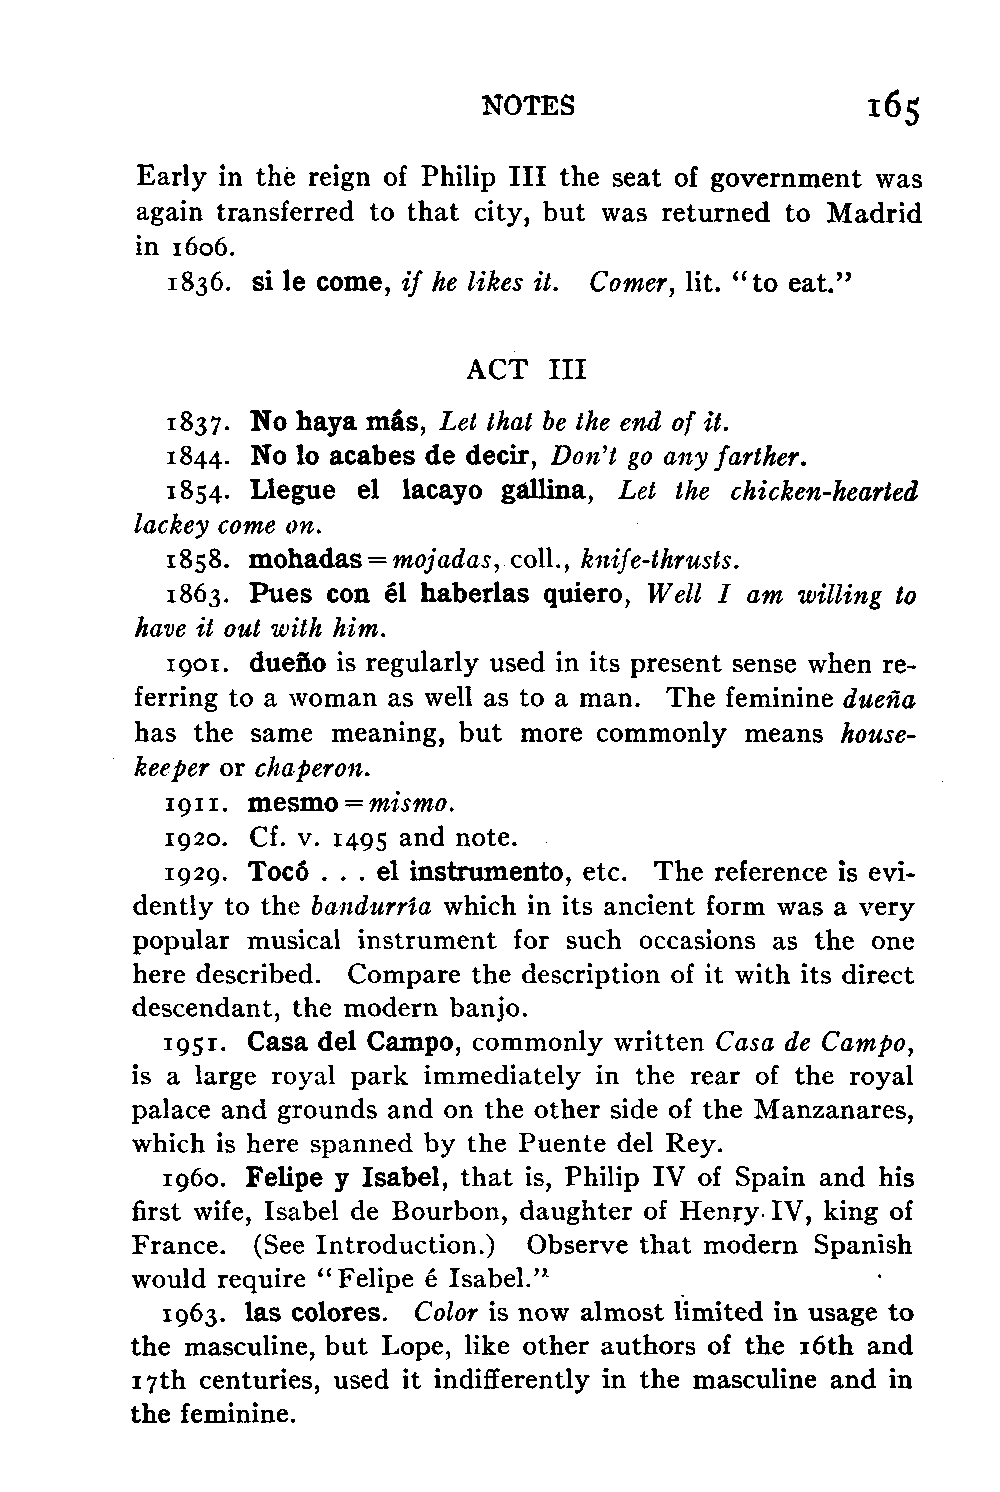 NOTES 165
Early in the reign of Philip III the seat of government was
again transferred to that city, but was returned to Madrid
in 1606.
1836. si le come, if he likes it. Comer, lit. “to eat.”
ACT III
1837. No haya más, Let that be the end of it.
1844. No lo acabes de decir, Don't go any farther.
1854. Llegue el lacayo gallina, Let the chicken-hearted
lackey come on.
1858. mohadas = mojadas, coll., knife-thrusts.
1863. Pues con él haberlas quiero, Well I am willing to
have it out with him.
1901. dueño is regularly used in its present sense when re-
ferring to a woman as well as to a man. The feminine dueña
has the same meaning, but more commonly means house-
keeper or chaperon.
1911. mesmo = mismo.
1920. Cf. v. 1495 and note.
1929. Tocó . . . el instrumento, etc. The reference is evi-
dently to the bandurria which in its ancient form was a very
popular musical instrument for such occasions as the one
here described. Compare the description of it with its direct
descendant, the modern banjo.
1951. Casa del Campo, commonly written Casa de Campo,
is a large royal park immediately in the rear of the royal
palace and grounds and on the other side of the Manzanares,
which is here spanned by the Puente del Rey.
1960. Felipe y Isabel, that is, Philip IV of Spain and his
first wife, Isabel de Bourbon, daughter of Henry IV, king of
France. (See Introduction.) Observe that modern Spanish
would require “Felipe é Isabel.”
1963. las colores. Color is now almost limited in usage to
the masculine, but Lope, like other authors of the 16th and
17th centuries, used it indifferently in the masculine and in
the feminine.